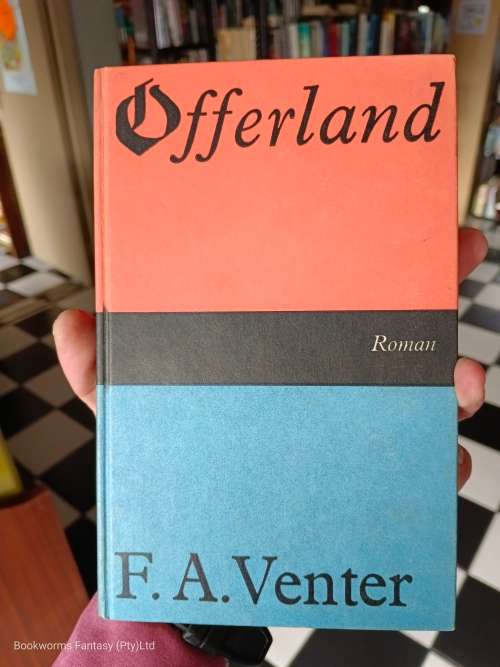 Offerland
Roman
F. A. Venter
Bookworms Fantasy (Pty)Ltd